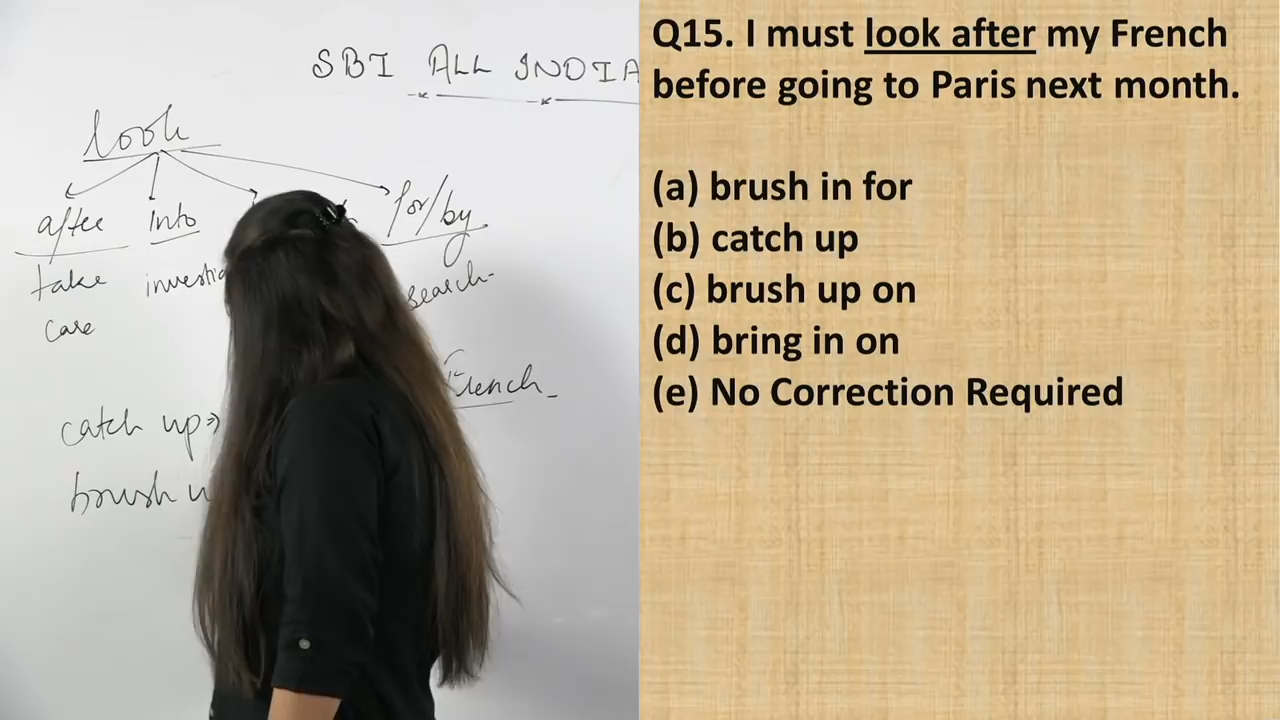 SBI ALL INDIA
look
after into for/by
take
care
search
French
catch up ⇒
brush
Q15. I must look after my French
before going to Paris next month.
(a) brush in for
(b) catch up
(c) brush up on
(d) bring in on
(e) No Correction Required